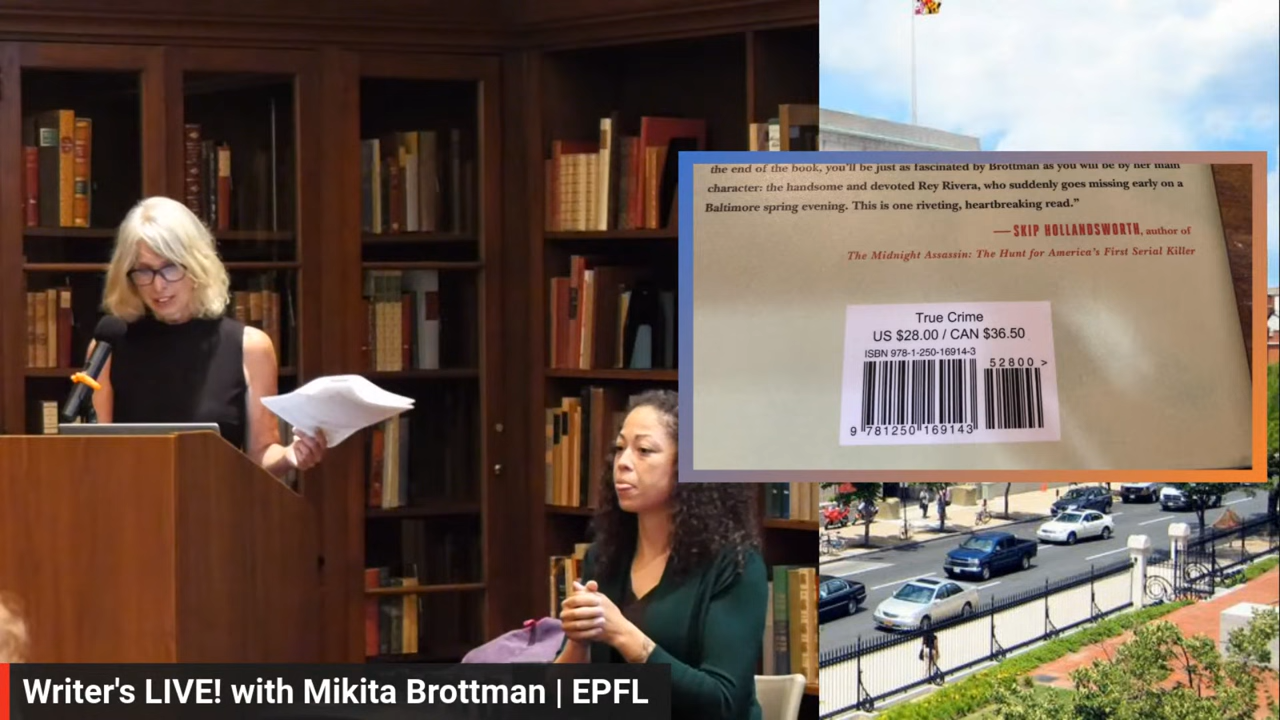 the end of the book, you'll be just as fascinated by Brottman as you will be by her main
character: the handsome and devoted Rey Rivera, who suddenly goes missing early on a
Baltimore spring evening. This is one riveting, heartbreaking read."
—SKIP HOLLANDSWORTH, author of
The Midnight Assassin: The Hunt for America's First Serial Killer
True Crime
US $28.00 / CAN $36.50
ISBN 978-1-250-16914-3
52800 >
9 781250 169143
Writer's LIVE! with Mikita Brottman | EPFL